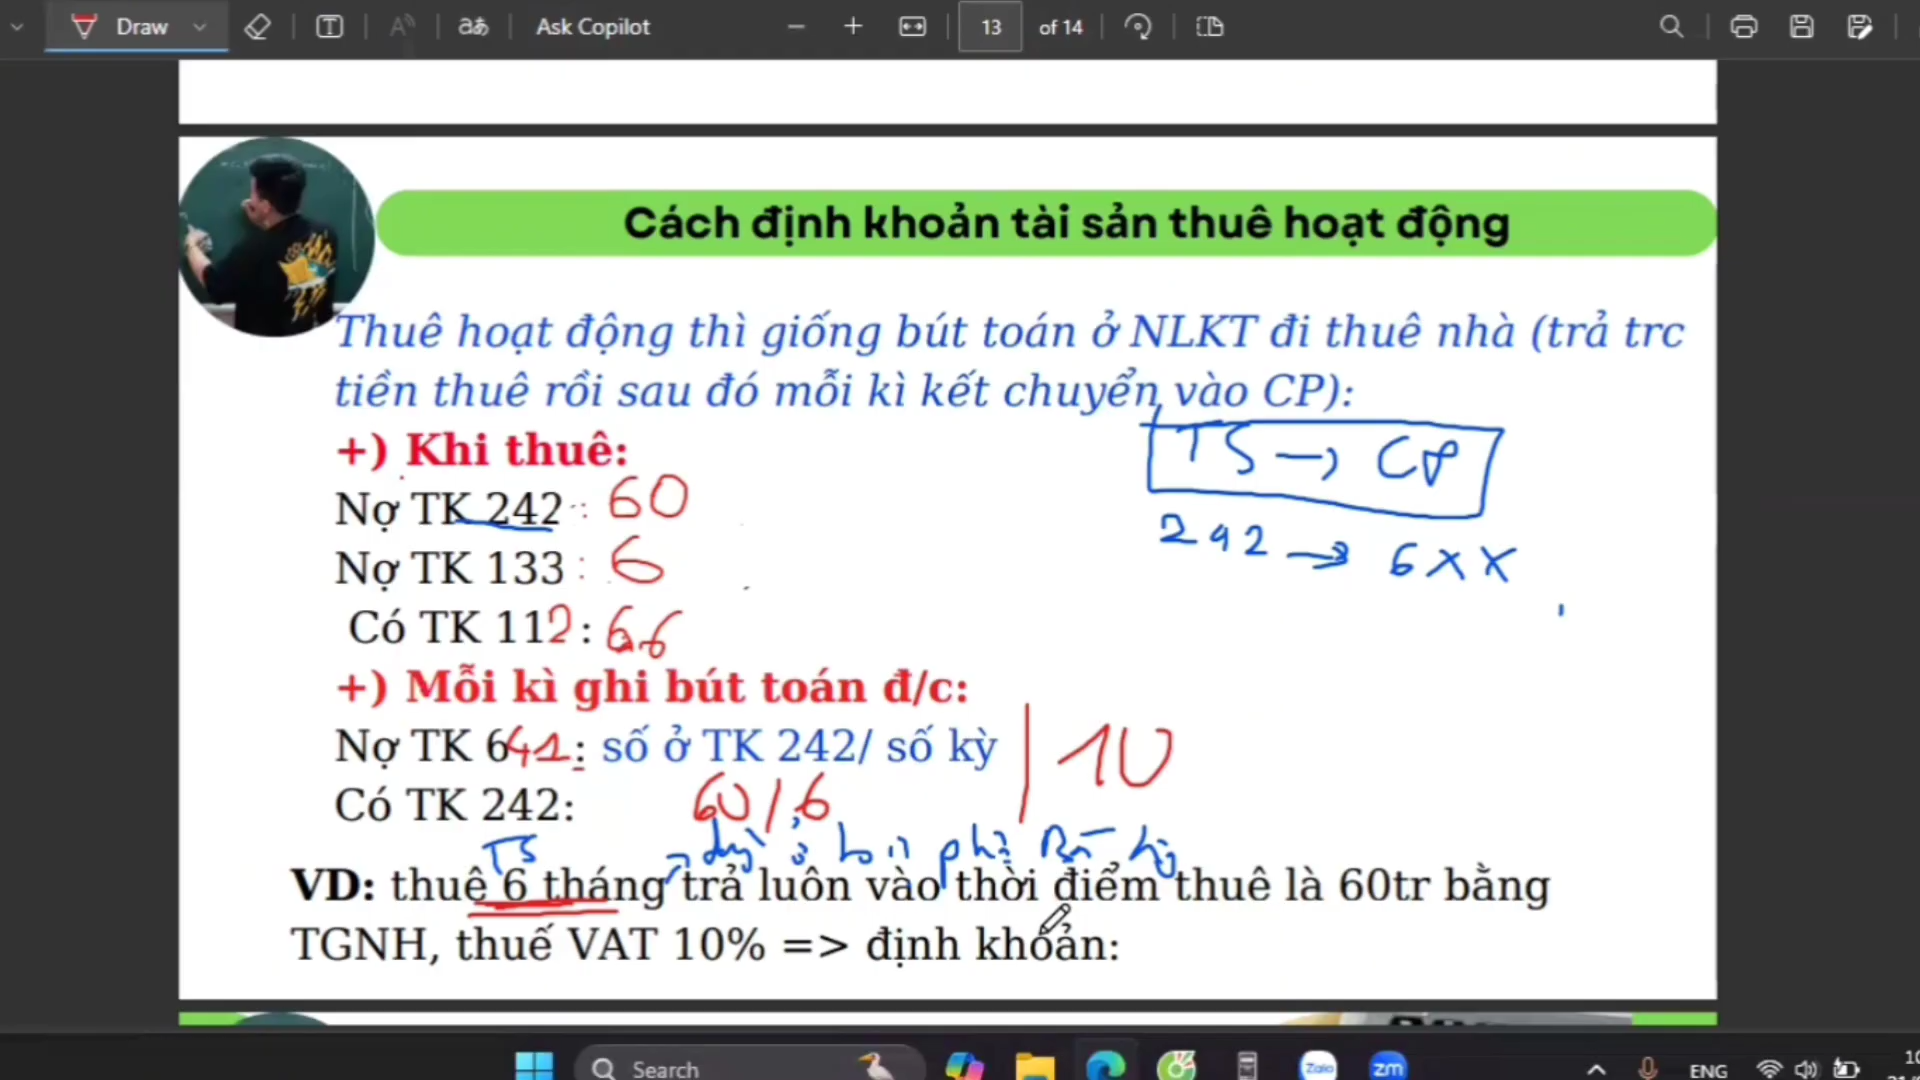 Draw
Ask Copilot
13 of 14
Cách định khoản tài sản thuê hoạt động
Thuê hoạt động thì giống bút toán ở NLKT đi thuê nhà (trả trc
tiền thuê rồi sau đó mỗi kì kết chuyển vào CP):
TS → CP
+) Khi thuê:
Nợ TK 242 : 60
242 → 6XX
Nợ TK 133 : 6
Có TK 112 : 66
+) Mỗi kì ghi bút toán đ/c:
Nợ TK 641: số ở TK 242/ số kỳ | 10
Có TK 242: 60/6
TS
VD: thuê 6 tháng trả luôn vào thời điểm thuê là 60tr bằng
TGNH, thuế VAT 10% => định khoản:
Search
Zalo
zm
ENG